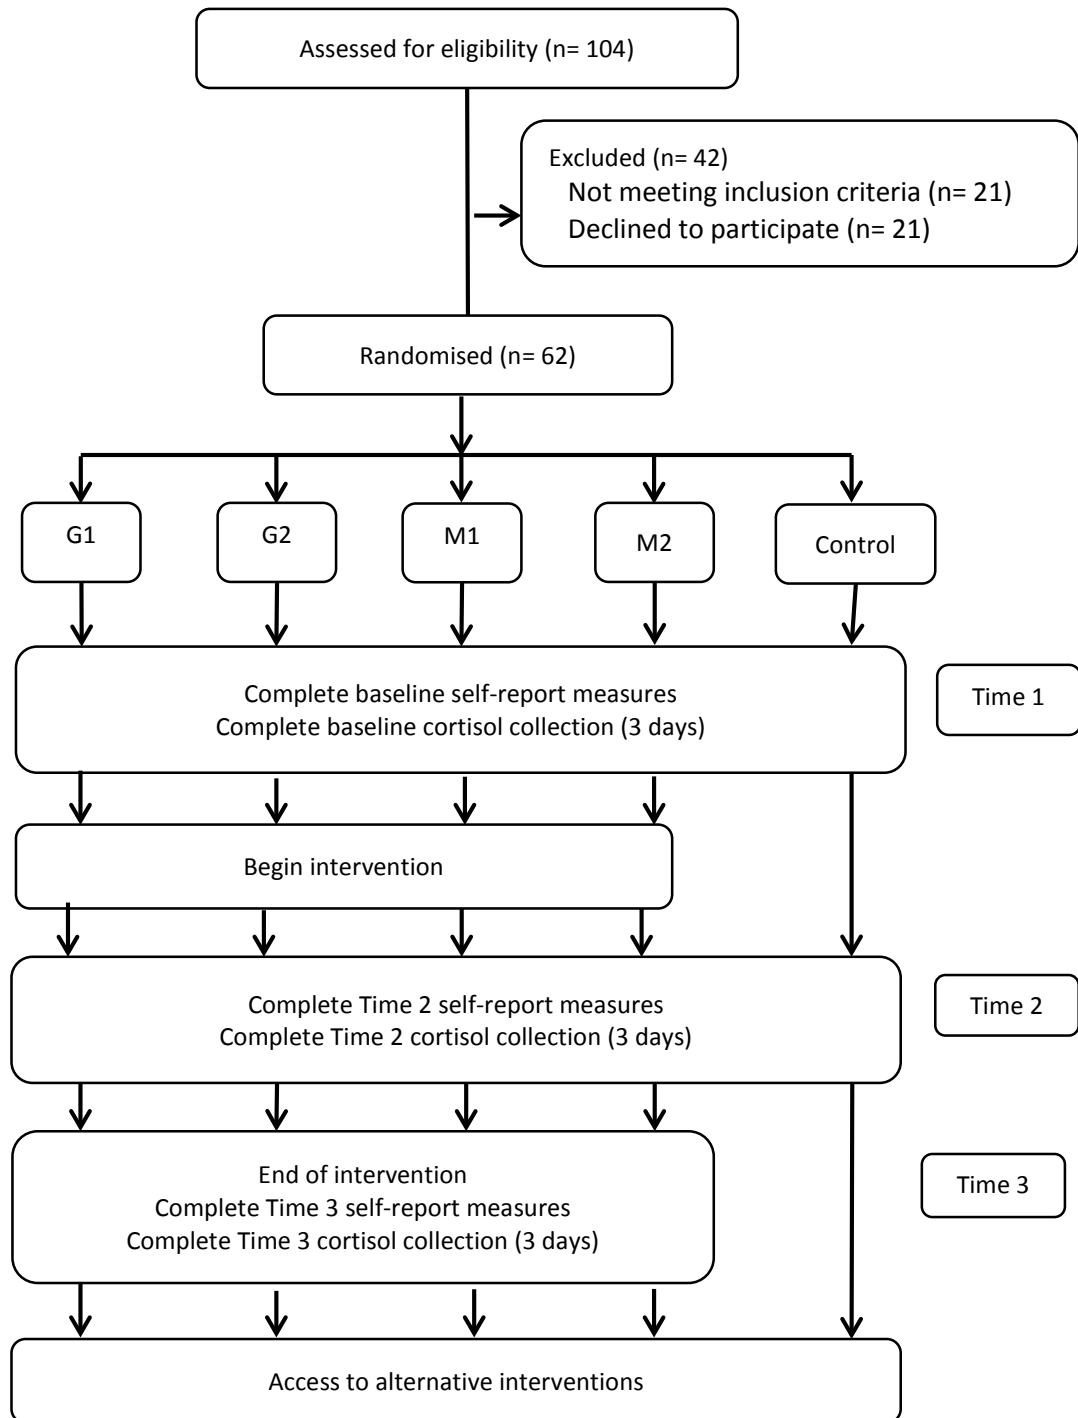 Assessed for eligibility (n= 104)
Excluded (n= 42)
Not meeting inclusion criteria (n= 21)
Declined to participate (n= 21)
Randomised (n= 62)
G1
G2
M1
M2
Control
Complete baseline self-report measures
Complete baseline cortisol collection (3 days)
Time 1
Begin intervention
Complete Time 2 self-report measures
Complete Time 2 cortisol collection (3 days)
Time 2
End of intervention
Complete Time 3 self-report measures
Complete Time 3 cortisol collection (3 days)
Time 3
Access to alternative interventions